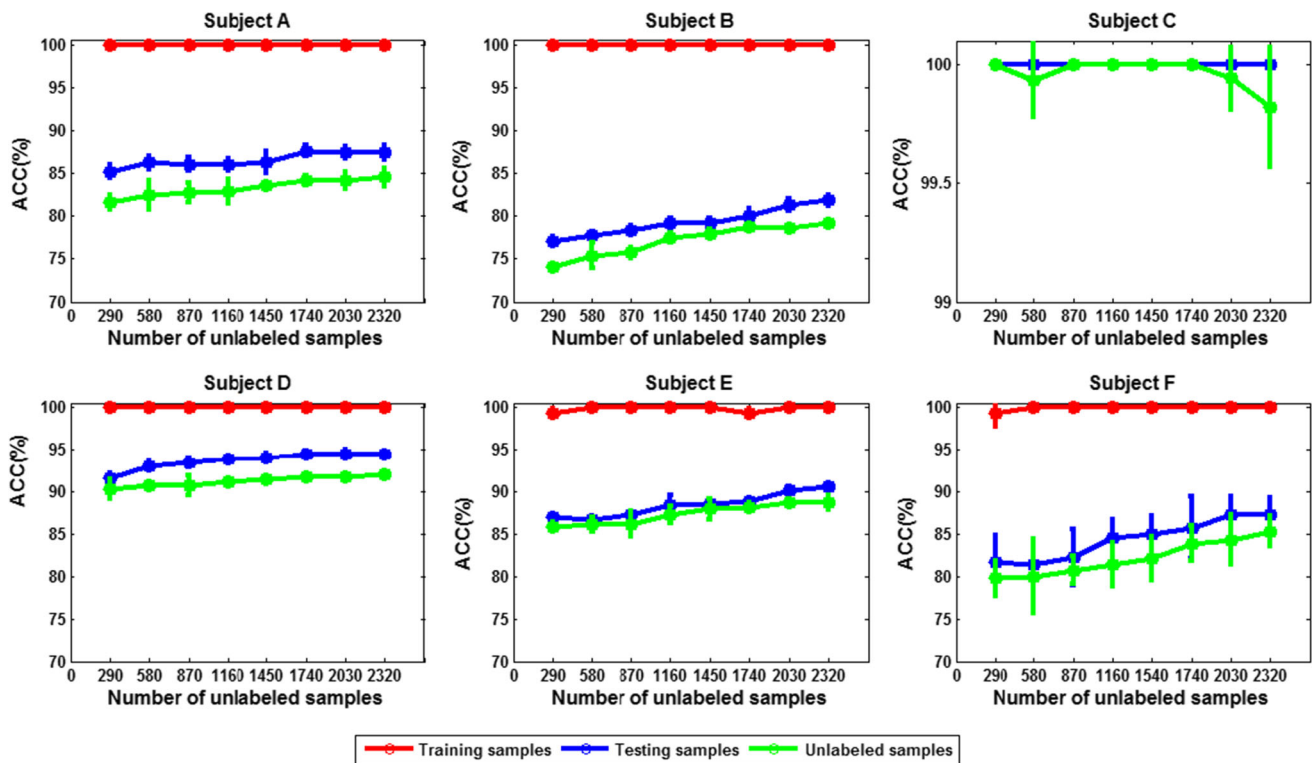 Subject A
Subject B
Subject C
ACC(%)
100
95
90
85
80
75
70
0 290 580 870 1160 1450 1740 2030 2320
Number of unlabeled samples
ACC(%)
100
95
90
85
80
75
70
0 290 580 870 1160 1450 1740 2030 2320
Number of unlabeled samples
ACC(%)
100
99.5
99
0 290 580 870 1160 1450 1740 2030 2320
Number of unlabeled samples
Subject D
Subject E
Subject F
ACC(%)
100
95
90
85
80
75
70
0 290 580 870 1160 1450 1740 2030 2320
Number of unlabeled samples
ACC(%)
100
95
90
85
80
75
70
0 290 580 870 1160 1450 1740 2030 2320
Number of unlabeled samples
ACC(%)
100
95
90
85
80
75
70
0 290 580 870 1160 1540 1740 2030 2320
Number of unlabeled samples
Training samples Testing samples Unlabeled samples